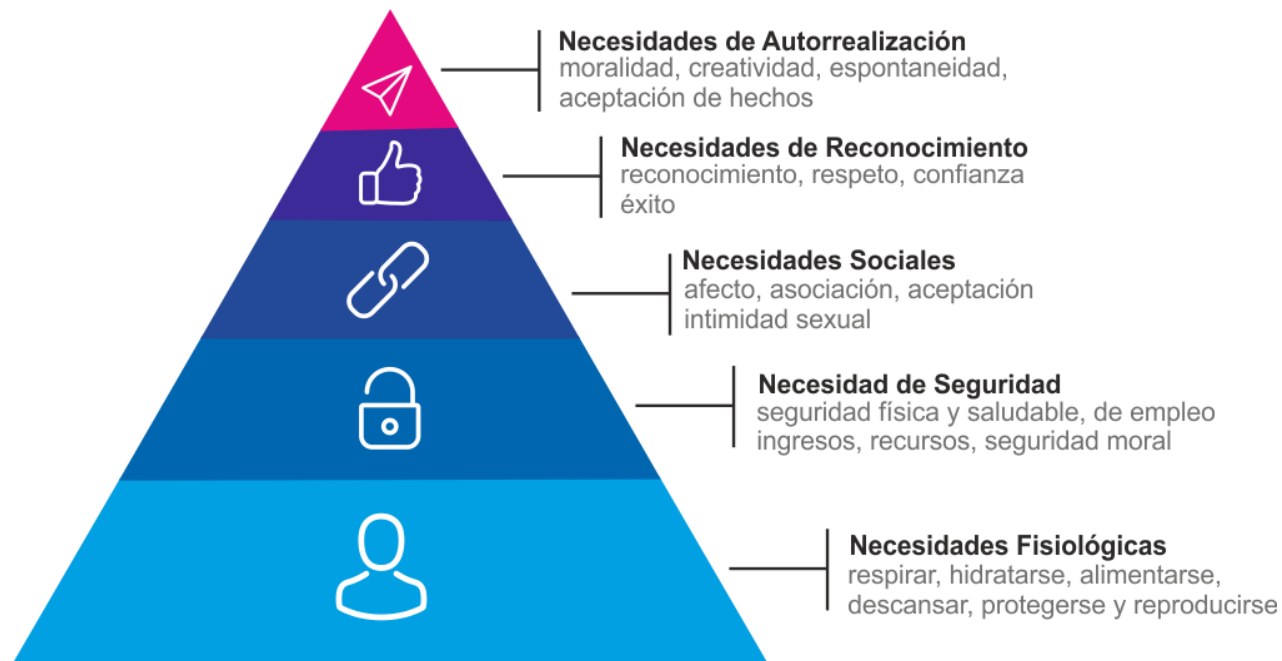 Necesidades de Autorrealización
moralidad, creatividad, espontaneidad,
aceptación de hechos
Necesidades de Reconocimiento
reconocimiento, respeto, confianza
éxito
Necesidades Sociales
afecto, asociación, aceptación
intimidad sexual
Necesidad de Seguridad
seguridad física y saludable, de empleo
ingresos, recursos, seguridad moral
Necesidades Fisiológicas
respirar, hidratarse, alimentarse,
descansar, protegerse y reproducirse